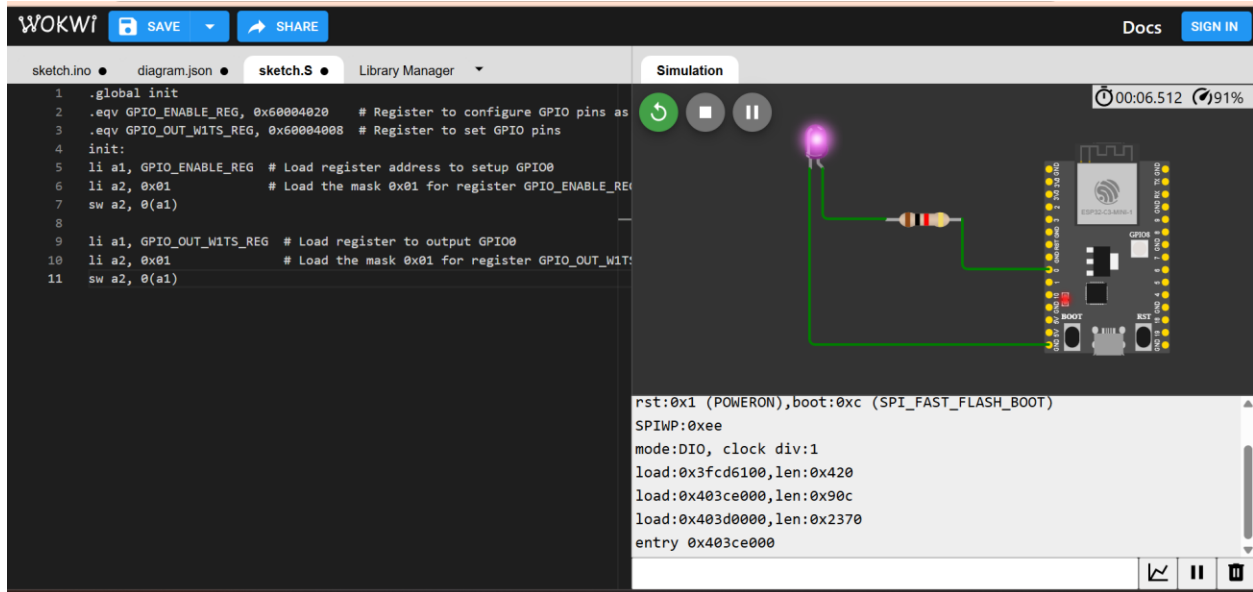 WOKWi SAVE SHARE Docs SIGN IN
sketch.ino ● diagram.json ● sketch.S ● Library Manager Simulation
1 .global init
2 .eqv GPIO_ENABLE_REG, 0x60004020 # Register to configure GPIO pins as
3 .eqv GPIO_OUT_W1TS_REG, 0x60004008 # Register to set GPIO pins
4 init:
5 li a1, GPIO_ENABLE_REG # Load register address to setup GPIO0
6 li a2, 0x01 # Load the mask 0x01 for register GPIO_ENABLE_RE
7 sw a2, 0(a1)
8
9 li a1, GPIO_OUT_W1TS_REG # Load register to output GPIO0
10 li a2, 0x01 # Load the mask 0x01 for register GPIO_OUT_W1T
11 sw a2, 0(a1)
00:06.512 91%
ESP32-C3-MINI-1
GPIO8
BOOT
RST
rst:0x1 (POWERON),boot:0xc (SPI_FAST_FLASH_BOOT)
SPIWP:0xee
mode:DIO, clock div:1
load:0x3fcd6100,len:0x420
load:0x403ce000,len:0x90c
load:0x403d0000,len:0x2370
entry 0x403ce000